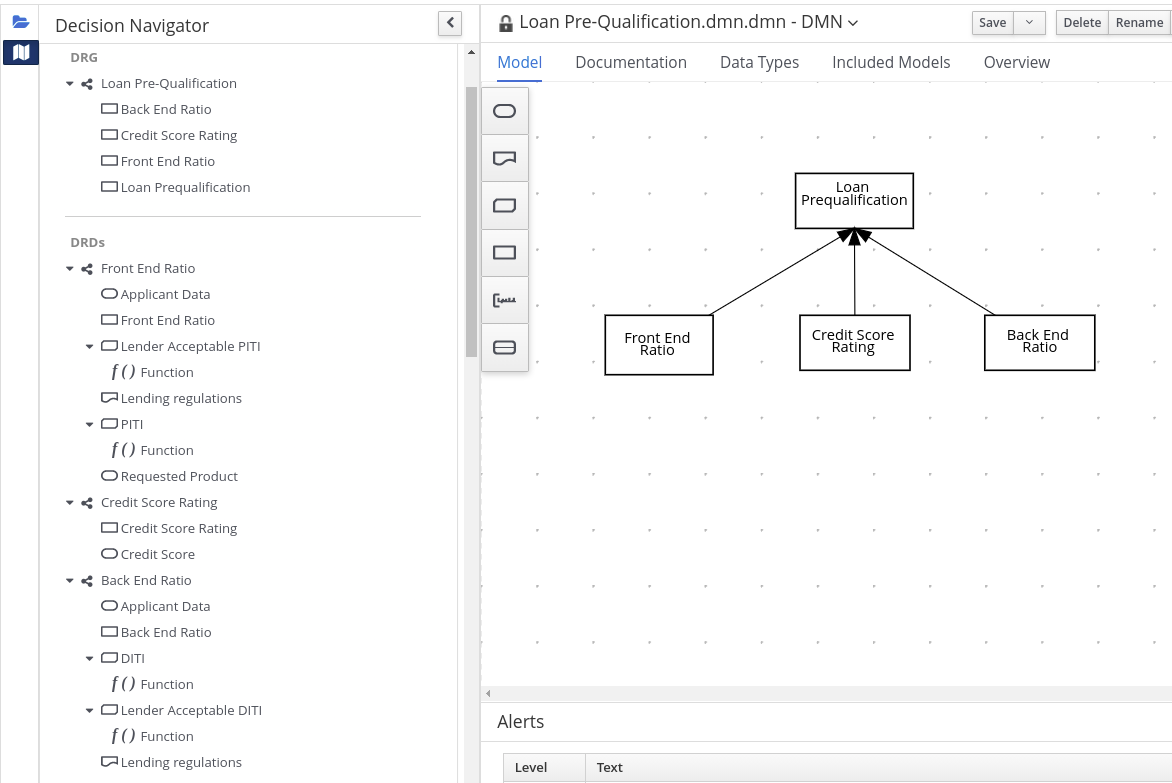 Decision Navigator
DRG
Loan Pre-Qualification
Back End Ratio
Credit Score Rating
Front End Ratio
Loan Prequalification
DRDs
Front End Ratio
Applicant Data
Front End Ratio
Lender Acceptable PITI
f ( ) Function
Lending regulations
PITI
f ( ) Function
Requested Product
Credit Score Rating
Credit Score Rating
Credit Score
Back End Ratio
Applicant Data
Back End Ratio
DITI
f ( ) Function
Lender Acceptable DITI
f ( ) Function
Lending regulations
Loan Pre-Qualification.dmn.dmn - DMN
Save
Delete
Rename
Model
Documentation
Data Types
Included Models
Overview
Loan
Prequalification
Front End
Ratio
Credit Score
Rating
Back End
Ratio
Alerts
Level
Text